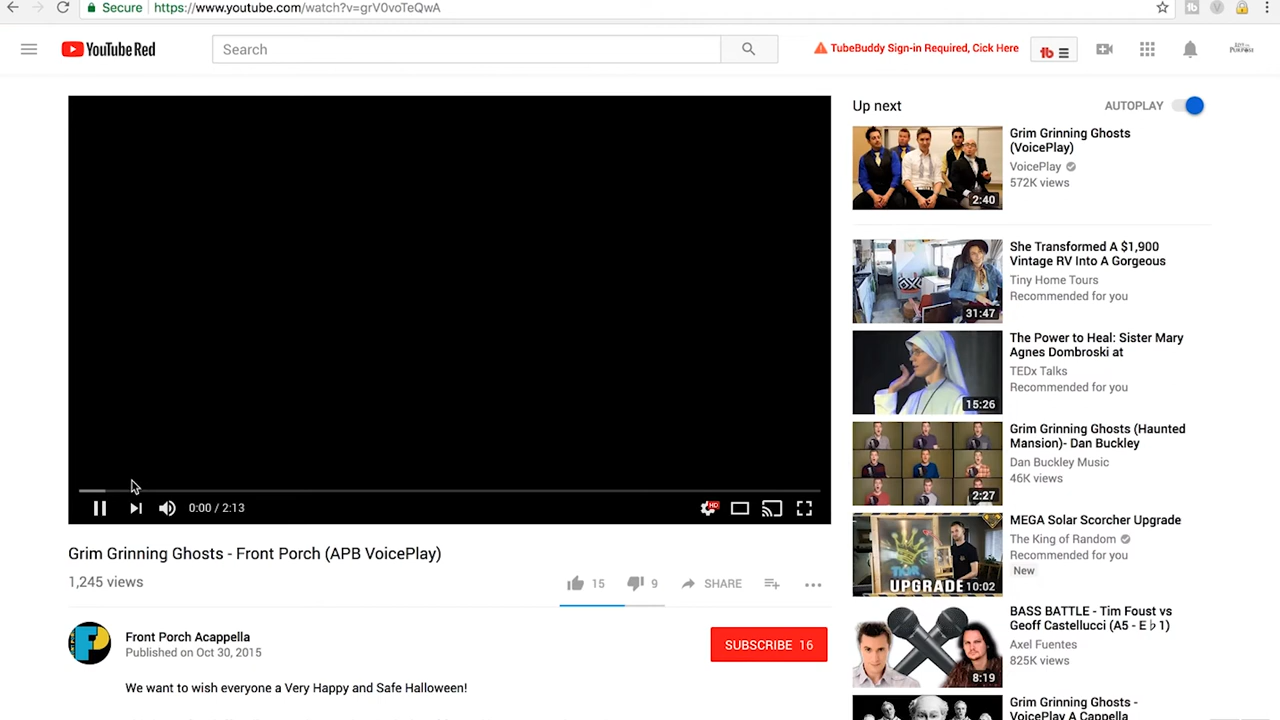 Secure https://www.youtube.com/watch?v=grV0voTeQwA
YouTube Red
Search
TubeBuddy Sign-in Required, Cick Here
tb
Up next
AUTOPLAY
Grim Grinning Ghosts
(VoicePlay)
VoicePlay
572K views
2:40
She Transformed A $1,900
Vintage RV Into A Gorgeous
Tiny Home Tours
Recommended for you
31:47
The Power to Heal: Sister Mary
Agnes Dombroski at
TEDx Talks
Recommended for you
15:26
Grim Grinning Ghosts (Haunted
Mansion)- Dan Buckley
Dan Buckley Music
46K views
2:27
MEGA Solar Scorcher Upgrade
The King of Random
Recommended for you
New
TKOR
UPGRADE 10:02
BASS BATTLE - Tim Foust vs
Geoff Castellucci (A5 - E♭1)
Axel Fuentes
825K views
8:19
Grim Grinning Ghosts -
VoicePlay A Cappella
0:00 / 2:13
HD
Grim Grinning Ghosts - Front Porch (APB VoicePlay)
1,245 views
15
9
SHARE
Front Porch Acappella
Published on Oct 30, 2015
SUBSCRIBE 16
We want to wish everyone a Very Happy and Safe Halloween!